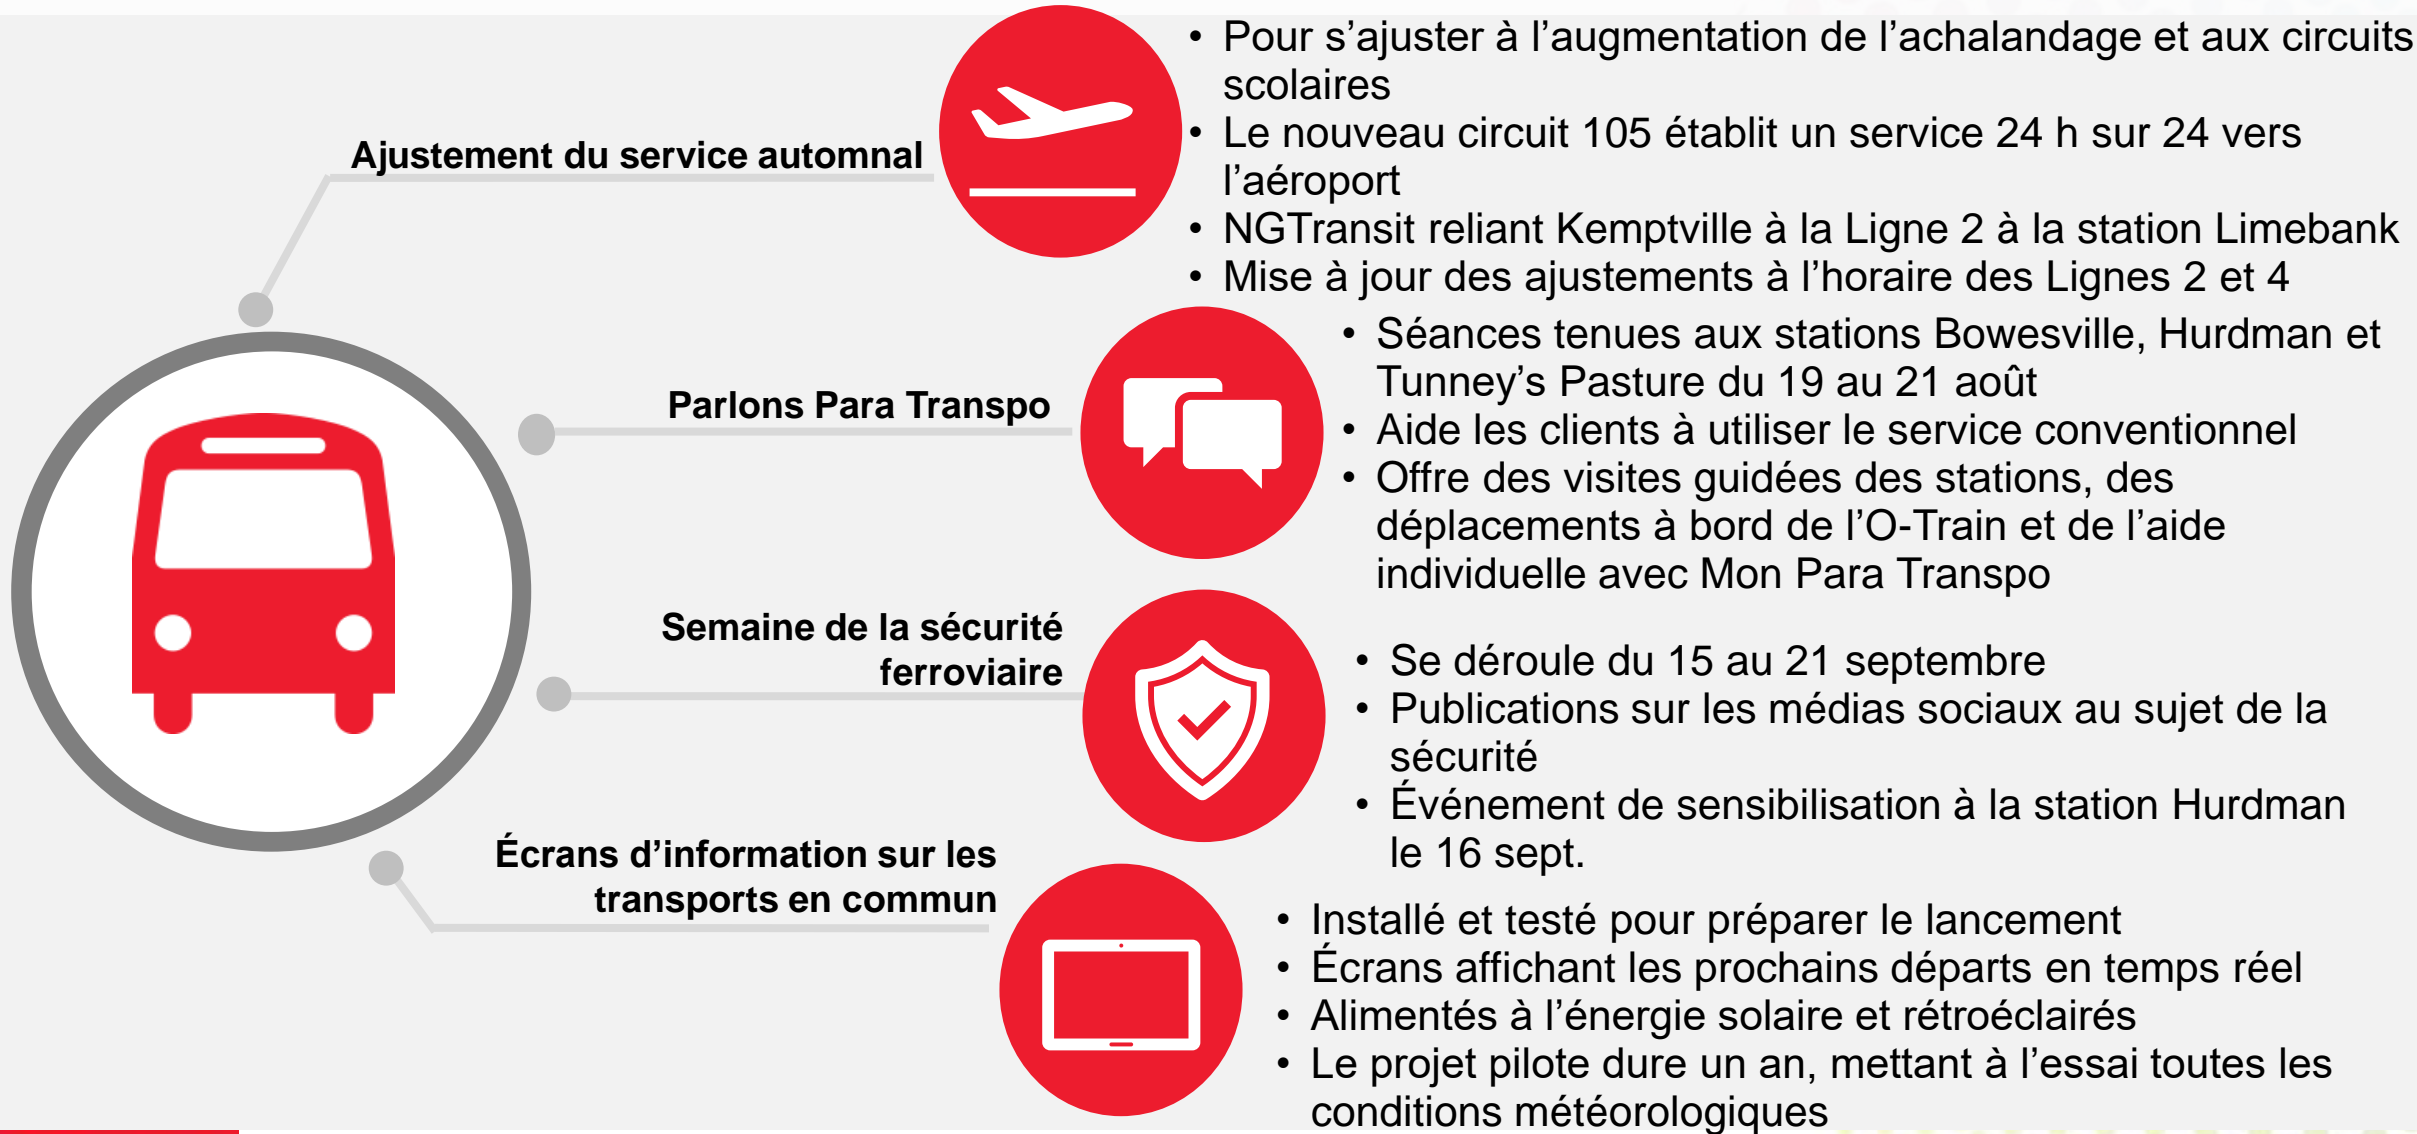 Ajustement du service automnal
• Pour s’ajuster à l’augmentation de l’achalandage et aux circuits
scolaires
• Le nouveau circuit 105 établit un service 24 h sur 24 vers
l’aéroport
• NGTransit reliant Kemptville à la Ligne 2 à la station Limebank
• Mise à jour des ajustements à l’horaire des Lignes 2 et 4
Parlons Para Transpo
• Séances tenues aux stations Bowesville, Hurdman et
Tunney’s Pasture du 19 au 21 août
• Aide les clients à utiliser le service conventionnel
• Offre des visites guidées des stations, des
déplacements à bord de l’O-Train et de l’aide
individuelle avec Mon Para Transpo
Semaine de la sécurité
ferroviaire
• Se déroule du 15 au 21 septembre
• Publications sur les médias sociaux au sujet de la
sécurité
• Événement de sensibilisation à la station Hurdman
le 16 sept.
Écrans d’information sur les
transports en commun
• Installé et testé pour préparer le lancement
• Écrans affichant les prochains départs en temps réel
• Alimentés à l’énergie solaire et rétroéclairés
• Le projet pilote dure un an, mettant à l’essai toutes les
conditions météorologiques